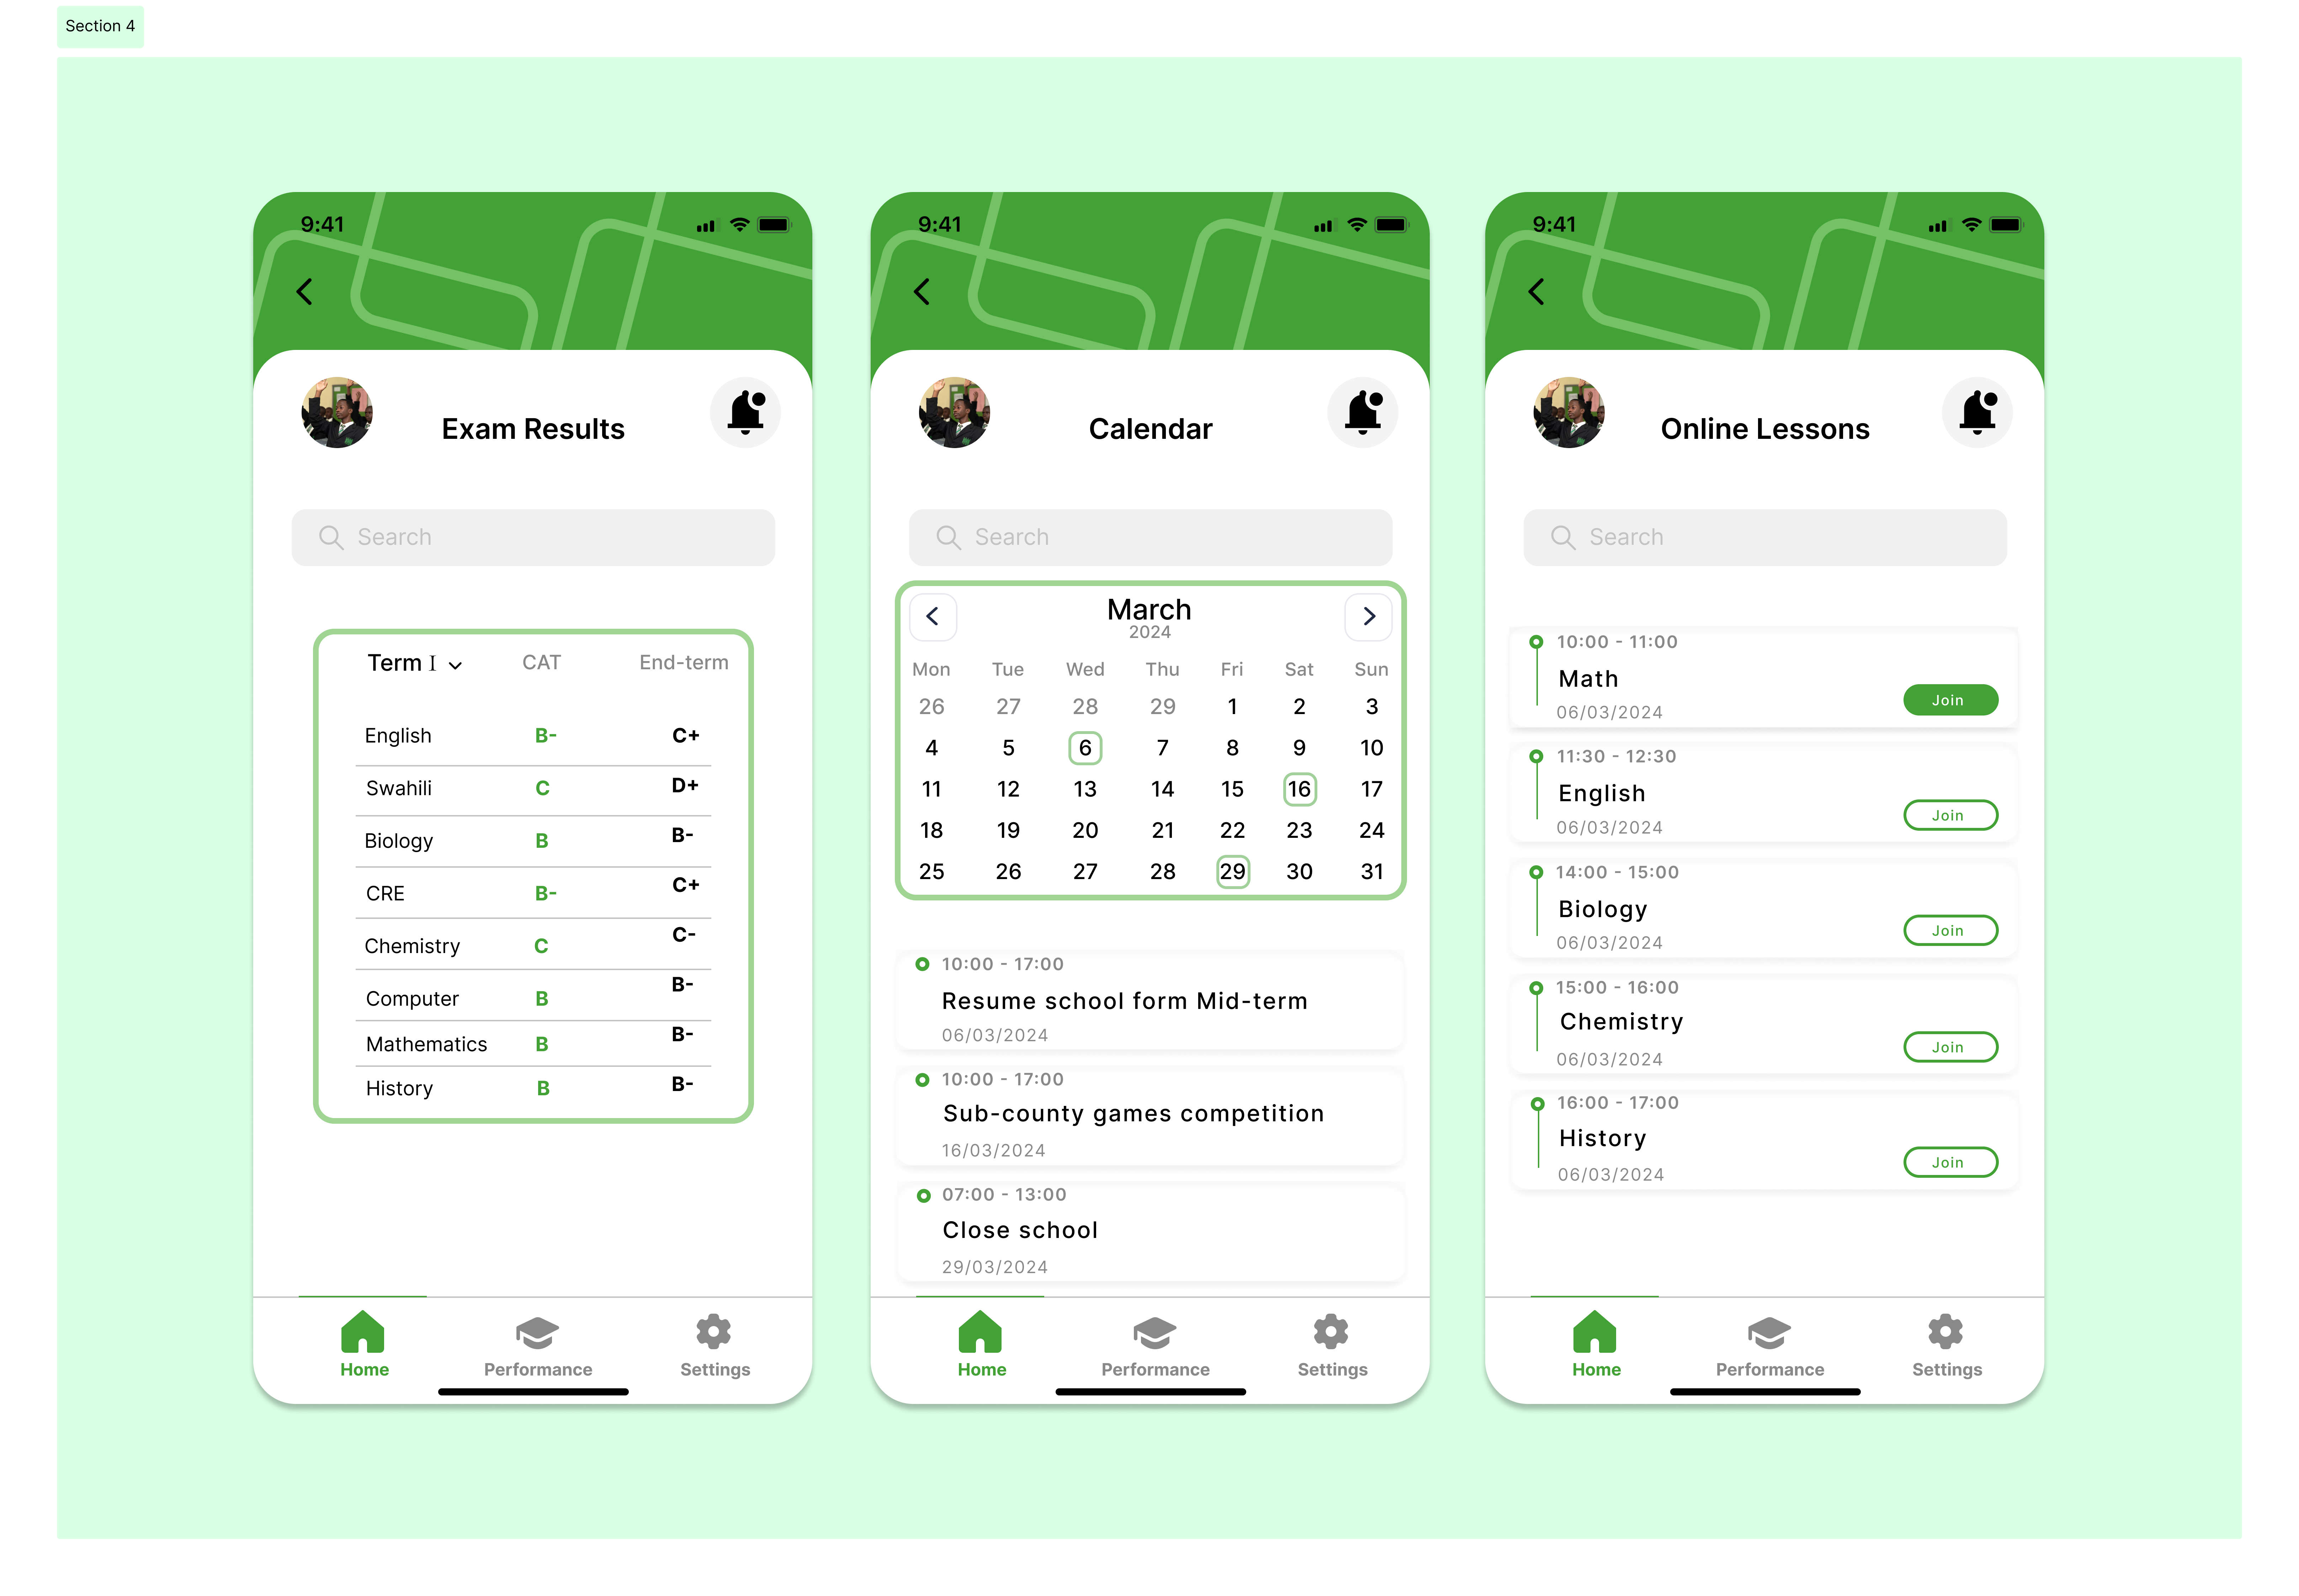 Section 4
9:41
Exam Results
Search
Term I CAT End-term
English B- C+
Swahili C D+
Biology B B-
CRE B- C+
Chemistry C C-
Computer B B-
Mathematics B B-
History B B-
Home Performance Settings
9:41
Calendar
Search
March
2024
Mon Tue Wed Thu Fri Sat Sun
26 27 28 29 1 2 3
4 5 6 7 8 9 10
11 12 13 14 15 16 17
18 19 20 21 22 23 24
25 26 27 28 29 30 31
10:00 - 17:00
Resume school form Mid-term
06/03/2024
10:00 - 17:00
Sub-county games competition
16/03/2024
07:00 - 13:00
Close school
29/03/2024
Home Performance Settings
9:41
Online Lessons
Search
10:00 - 11:00
Math
Join
06/03/2024
11:30 - 12:30
English
Join
06/03/2024
14:00 - 15:00
Biology
Join
06/03/2024
15:00 - 16:00
Chemistry
Join
06/03/2024
16:00 - 17:00
History
Join
06/03/2024
Home Performance Settings